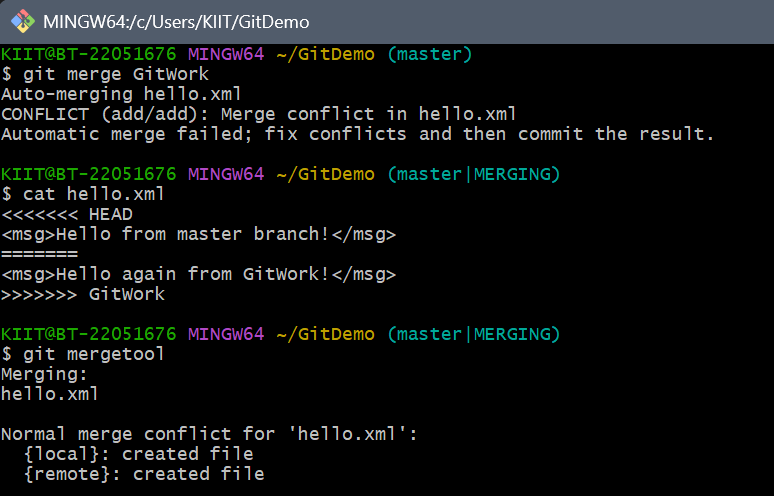 MINGW64:/c/Users/KIIT/GitDemo
KIIT@BT-22051676 MINGW64 ~/GitDemo (master)
$ git merge GitWork
Auto-merging hello.xml
CONFLICT (add/add): Merge conflict in hello.xml
Automatic merge failed; fix conflicts and then commit the result.
KIIT@BT-22051676 MINGW64 ~/GitDemo (master|MERGING)
$ cat hello.xml
<<<<<<< HEAD
<msg>Hello from master branch!</msg>
=======
<msg>Hello again from GitWork!</msg>
>>>>>>> GitWork
KIIT@BT-22051676 MINGW64 ~/GitDemo (master|MERGING)
$ git mergetool
Merging:
hello.xml
Normal merge conflict for 'hello.xml':
  {local}: created file
  {remote}: created file